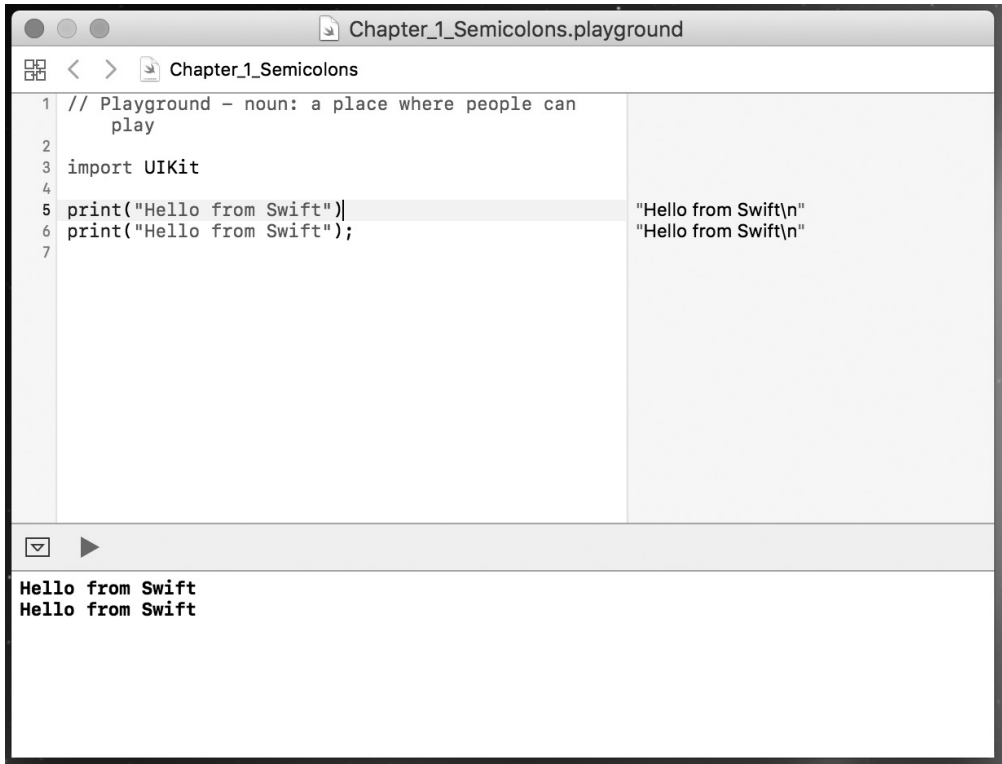 Chapter_1_Semicolons.playground
Chapter_1_Semicolons
1 // Playground – noun: a place where people can
play
2
3 import UIKit
4
5 print("Hello from Swift") "Hello from Swift\n"
6 print("Hello from Swift"); "Hello from Swift\n"
7
Hello from Swift
Hello from Swift